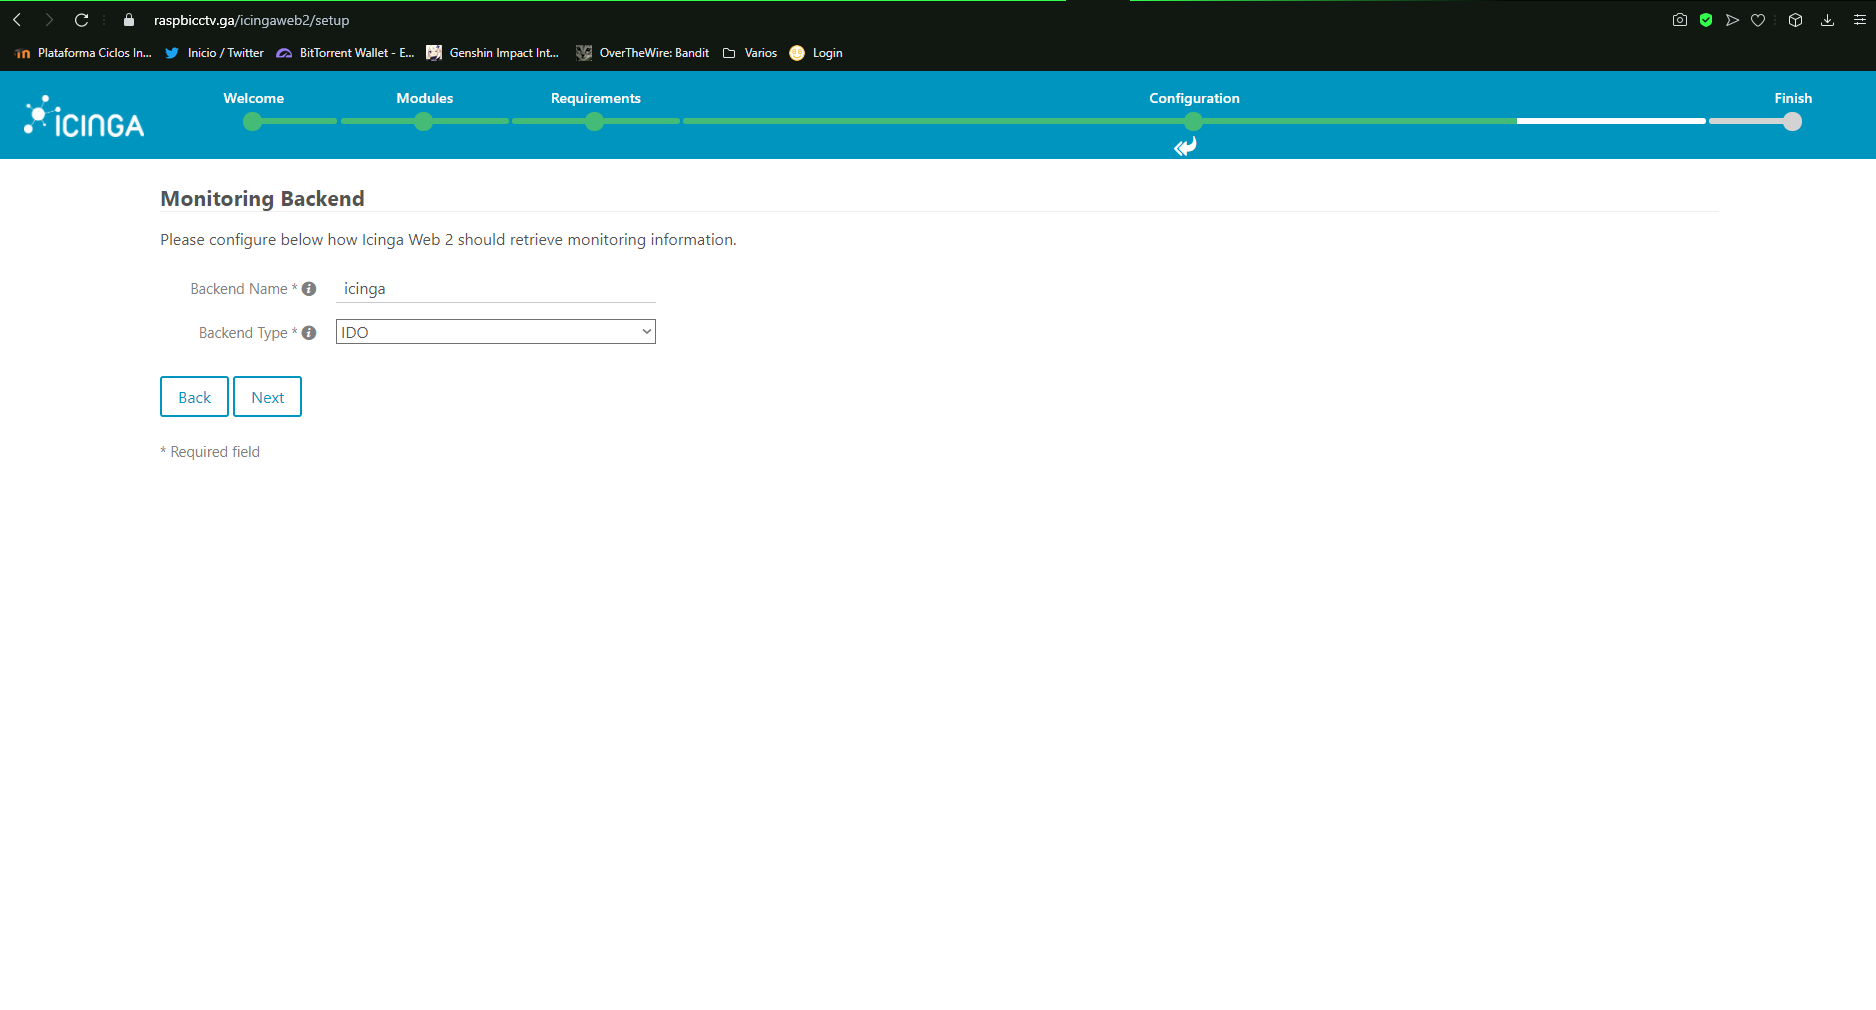 raspbicctv.ga/icingaweb2/setup
Plataforma Ciclos In... Inicio / Twitter BitTorrent Wallet - E... Genshin Impact Int... OverTheWire: Bandit Varios Login
icinga
Welcome Modules Requirements Configuration Finish
Monitoring Backend
Please configure below how Icinga Web 2 should retrieve monitoring information.
Backend Name * icinga
Backend Type * IDO
Back Next
* Required field